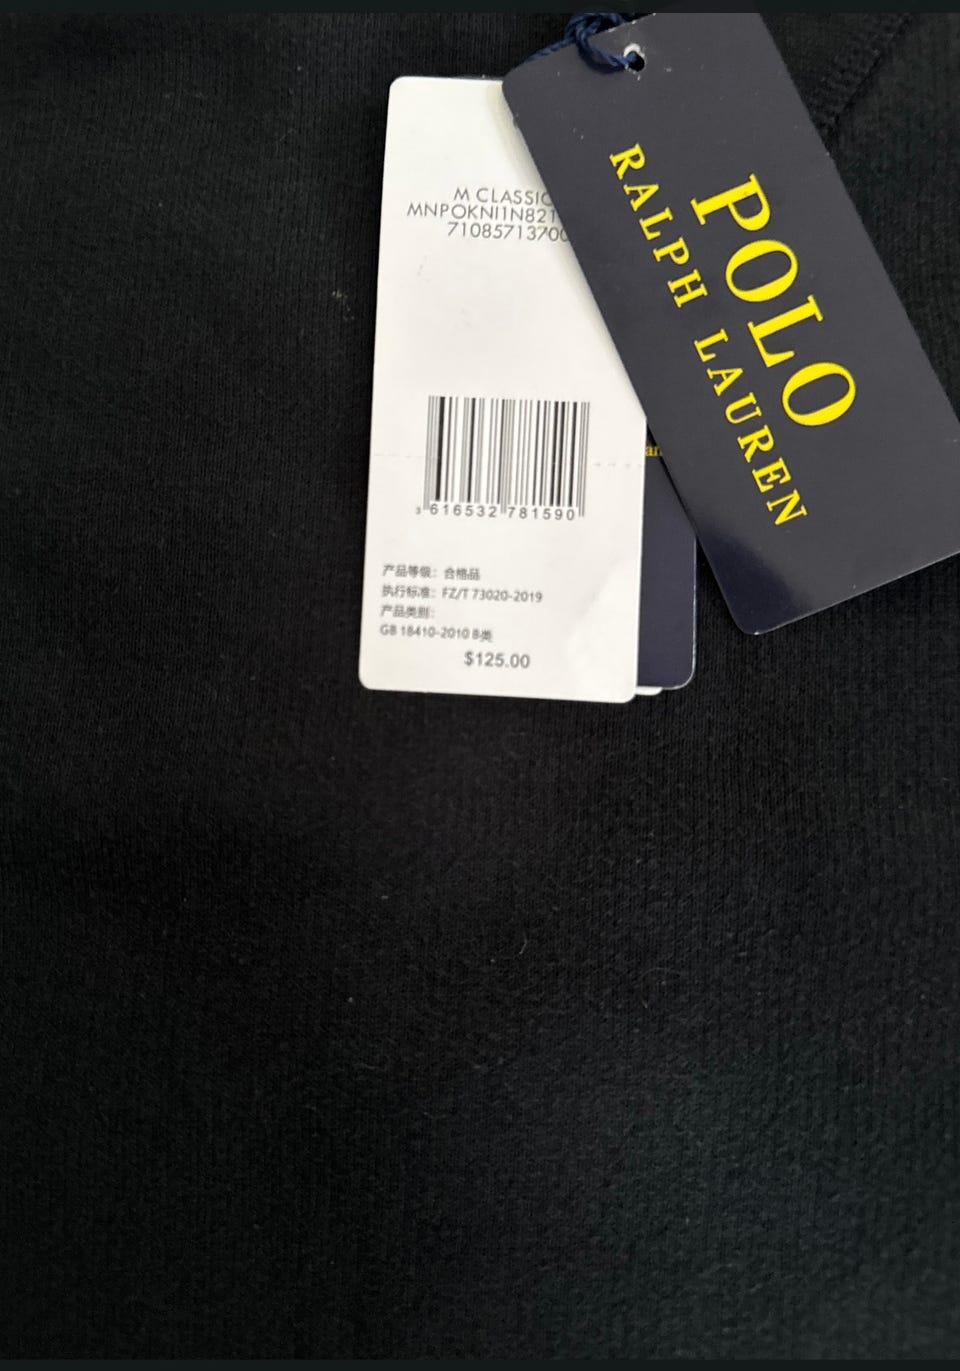 M CLASSIC
MNPOKNI1N821
7108571370
3 616532 781590
产品等级: 合格品
执行标准: FZ/T 73020-2019
产品类别:
GB 18410-2010 B类
$125.00
POLO
RALPH LAUREN